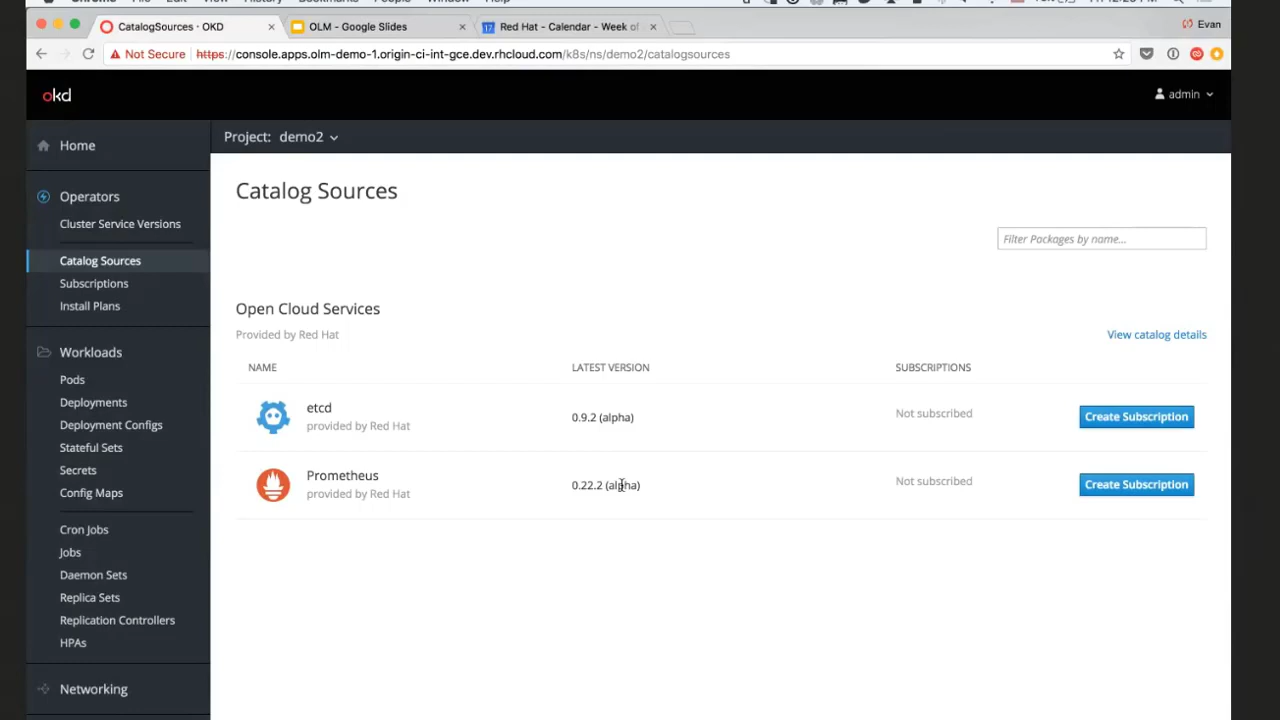 CatalogSources · OKD
OLM - Google Slides
Red Hat - Calendar - Week of
Evan
Not Secure
https://console.apps.olm-demo-1.origin-ci-int-gce.dev.rhcloud.com/k8s/ns/demo2/catalogsources
okd
admin
Home
Operators
Cluster Service Versions
Catalog Sources
Subscriptions
Install Plans
Workloads
Pods
Deployments
Deployment Configs
Stateful Sets
Secrets
Config Maps
Cron Jobs
Jobs
Daemon Sets
Replica Sets
Replication Controllers
HPAs
Networking
Project: demo2
Catalog Sources
Filter Packages by name...
Open Cloud Services
Provided by Red Hat
View catalog details
NAME LATEST VERSION SUBSCRIPTIONS
etcd
provided by Red Hat
0.9.2 (alpha)
Not subscribed
Create Subscription
Prometheus
provided by Red Hat
0.22.2 (alpha)
Not subscribed
Create Subscription